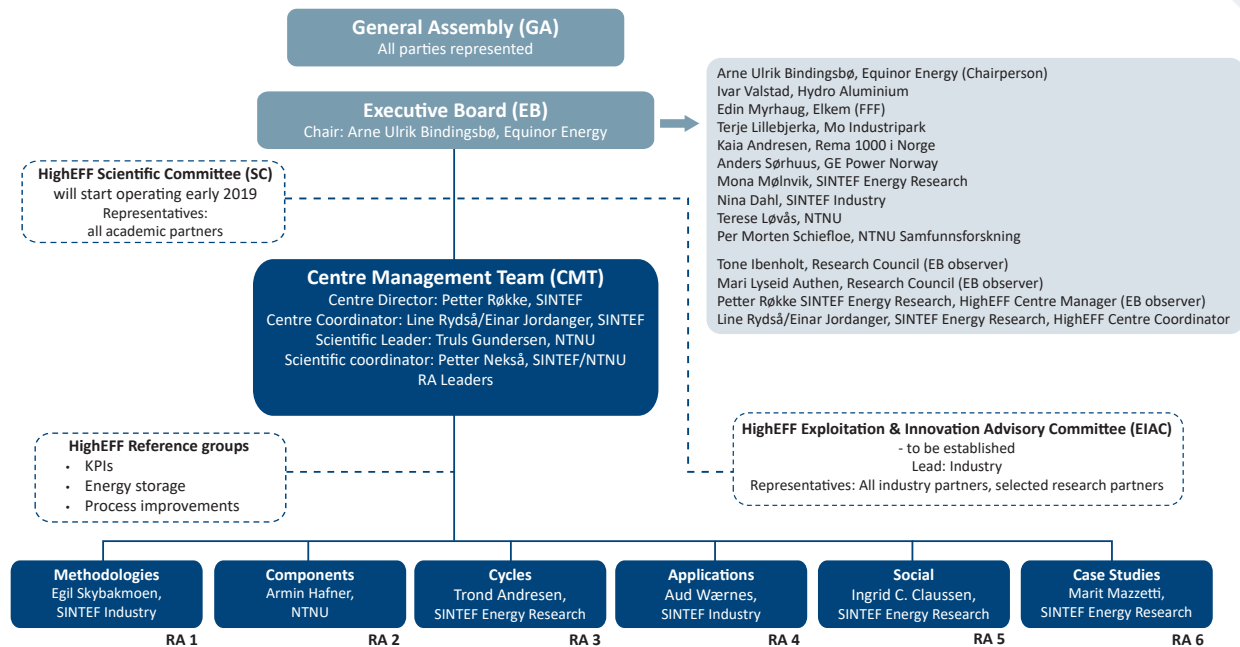 General Assembly (GA)
All parties represented
Executive Board (EB)
Chair: Arne Ulrik Bindingsbø, Equinor Energy
Arne Ulrik Bindingsbø, Equinor Energy (Chairperson)
Ivar Valstad, Hydro Aluminium
Edin Myrhaug, Elkem (FFF)
Terje Lillebjerka, Mo Industripark
Kaia Andresen, Rema 1000 i Norge
Anders Sørhuus, GE Power Norway
Mona Mølnvik, SINTEF Energy Research
Nina Dahl, SINTEF Industry
Terese Løvås, NTNU
Per Morten Schiefloe, NTNU Samfunnsforskning
Tone Ibenholt, Research Council (EB observer)
Mari Lyseid Authen, Research Council (EB observer)
Petter Røkke SINTEF Energy Research, HighEFF Centre Manager (EB observer)
Line Rydså/Einar Jordanger, SINTEF Energy Research, HighEFF Centre Coordinator
HighEFF Scientific Committee (SC)
will start operating early 2019
Representatives:
all academic partners
Centre Management Team (CMT)
Centre Director: Petter Røkke, SINTEF
Centre Coordinator: Line Rydså/Einar Jordanger, SINTEF
Scientific Leader: Truls Gundersen, NTNU
Scientific coordinator: Petter Nekså, SINTEF/NTNU
RA Leaders
HighEFF Exploitation & Innovation Advisory Committee (EIAC)
- to be established
Lead: Industry
Representatives: All industry partners, selected research partners
HighEFF Reference groups
• KPIs
• Energy storage
• Process improvements
Methodologies
Egil Skybakmoen,
SINTEF Industry
RA 1
Components
Armin Hafner,
NTNU
RA 2
Cycles
Trond Andresen,
SINTEF Energy Research
RA 3
Applications
Aud Wærnes,
SINTEF Industry
RA 4
Social
Ingrid C. Claussen,
SINTEF Energy Research
RA 5
Case Studies
Marit Mazzetti,
SINTEF Energy Research
RA 6